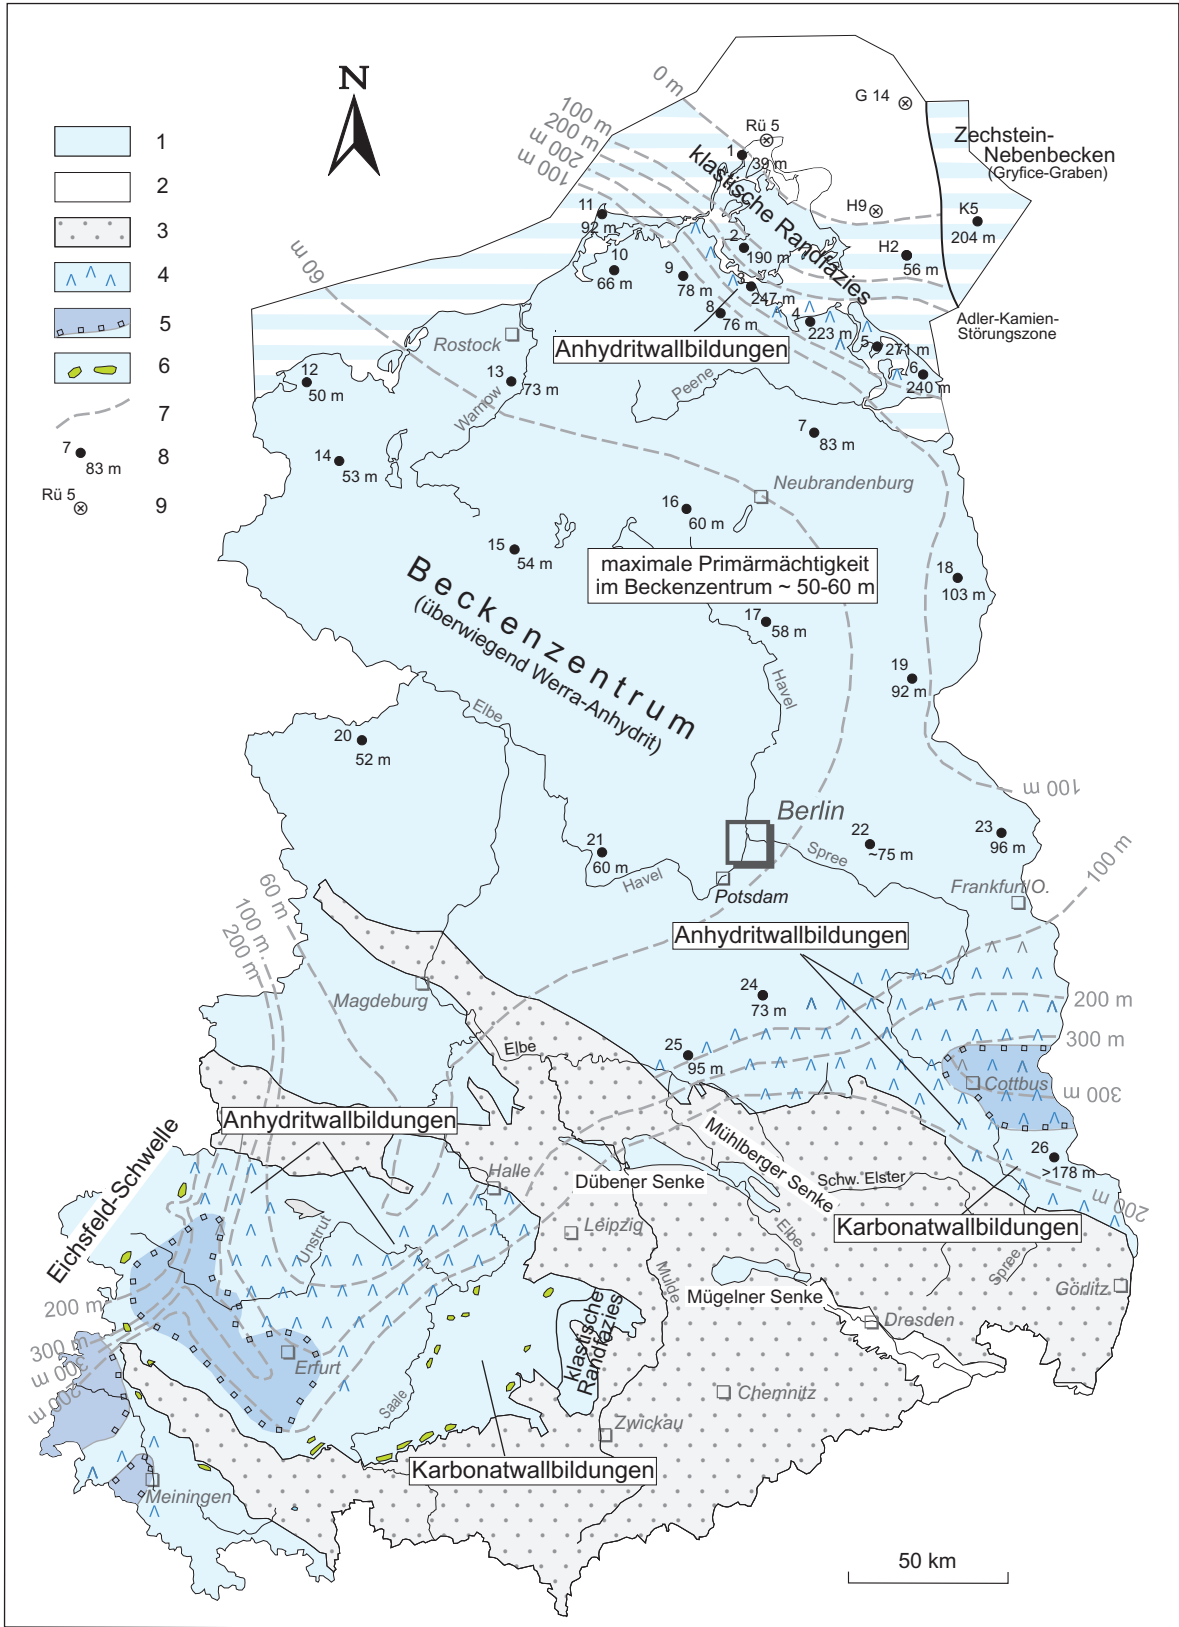 N
1
2
3
4
5
6
7
7
83 m
8
Rü 5
9
0 m
100 m
200 m
200 m
100 m
60 m
G 14
Rü 5
1
39 m
klastische Randfazies
Zechstein-
Nebenbecken
(Gryfice-Graben)
H9
K5
204 m
H2
56 m
Adler-Kamien-
Störungszone
11
92 m
10
66 m
9
78 m
2
190 m
3
247 m
8
76 m
4
223 m
5
271 m
6
240 m
Anhydritwallbildungen
Rostock
12
50 m
13
73 m
Warnow
Peene
7
83 m
14
53 m
Neubrandenburg
16
60 m
15
54 m
maximale Primärmächtigkeit
im Beckenzentrum ~ 50-60 m
18
103 m
17
58 m
Beckenzentrum
(überwiegend Werra-Anhydrit)
19
92 m
Havel
Elbe
20
52 m
100 m
Berlin
21
60 m
22
~75 m
23
96 m
Spree
Havel
Potsdam
Frankfurt/O.
100 m
60 m
100 m
200 m
Anhydritwallbildungen
Magdeburg
24
73 m
200 m
Elbe
25
95 m
300 m
Cottbus
300 m
Anhydritwallbildungen
Mühlberger Senke
26
>178 m
Eichsfeld-Schwelle
Halle
Dübener Senke
Schw. Elster
200 m
Unstrut
Leipzig
Elbe
Karbonatwallbildungen
Spree
Mulde
Görlitz
200 m
Mügelner Senke
klastische
Randfazies
300 m
300 m
200 m
Dresden
Erfurt
Saale
Chemnitz
Zwickau
Karbonatwallbildungen
Meiningen
50 km